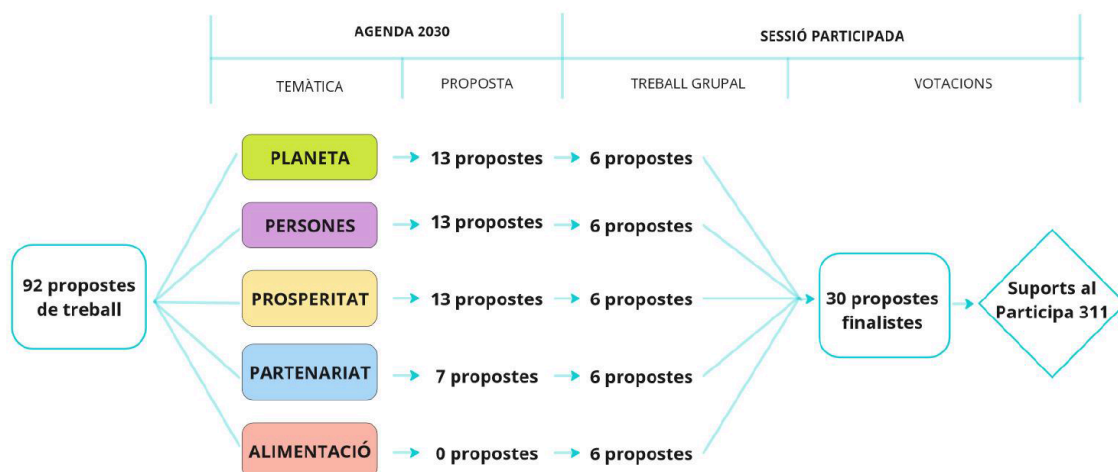 AGENDA 2030
SESSIÓ PARTICIPADA
TEMÀTICA
PROPOSTA
TREBALL GRUPAL
VOTACIONS
92 propostes
de treball
PLANETA
13 propostes
6 propostes
PERSONES
13 propostes
6 propostes
PROSPERITAT
13 propostes
6 propostes
PARTENARIAT
7 propostes
6 propostes
ALIMENTACIÓ
0 propostes
6 propostes
30 propostes
finalistes
Suports al
Participa 311